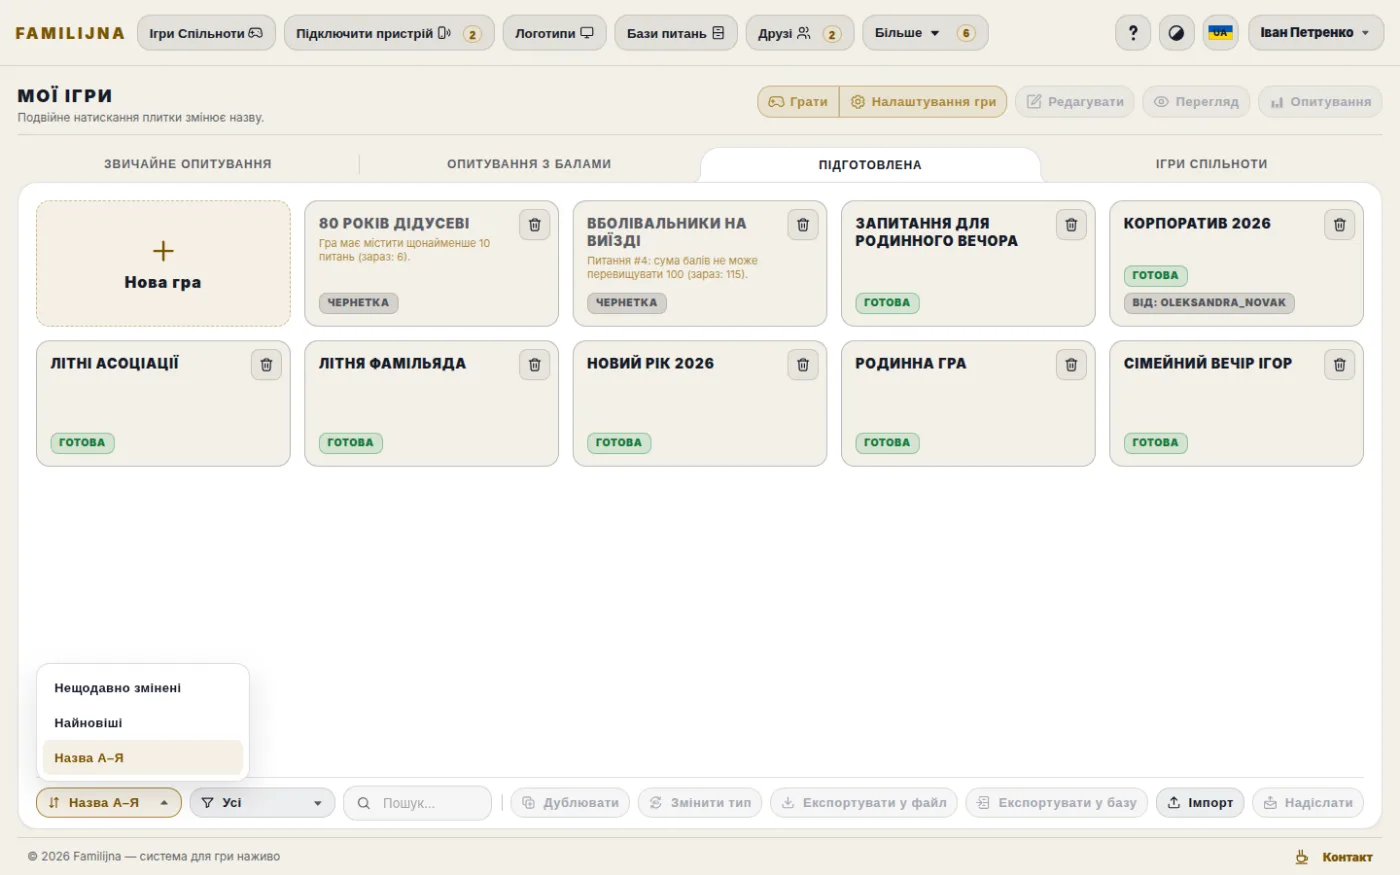 FAMILIJNA
Ігри Спільноти
Підключити пристрій 2
Логотипи
Бази питань
Друзі 2
Більше 6
?
UA
Іван Петренко
МОЇ ІГРИ
Подвійне натискання плитки змінює назву.
Грати
Налаштування гри
Редагувати
Перегляд
Опитування
ЗВИЧАЙНЕ ОПИТУВАННЯ
ОПИТУВАННЯ З БАЛАМИ
ПІДГОТОВЛЕНА
ІГРИ СПІЛЬНОТИ
Нова гра
80 РОКІВ ДІДУСЕВІ
Гра має містити щонайменше 10
питань (зараз: 6).
ЧЕРНЕТКА
ВБОЛІВАЛЬНИКИ НА
ВИЇЗДІ
Питання #4: сума балів не може
перевищувати 100 (зараз: 115).
ЧЕРНЕТКА
ЗАПИТАННЯ ДЛЯ
РОДИННОГО ВЕЧОРА
ГОТОВА
КОРПОРАТИВ 2026
ГОТОВА
ВІД: OLEKSANDRA_NOVAK
ЛІТНІ АСОЦІАЦІЇ
ГОТОВА
ЛІТНЯ ФАМІЛЬЯДА
ГОТОВА
НОВИЙ РІК 2026
ГОТОВА
РОДИННА ГРА
ГОТОВА
СІМЕЙНИЙ ВЕЧІР ІГОР
ГОТОВА
Нещодавно змінені
Найновіші
Назва А–Я
Назва А–Я
Усі
Пошук...
Дублювати
Змінити тип
Експортувати у файл
Експортувати у базу
Імпорт
Надіслати
© 2026 Familijna — система для гри наживо
Контакт